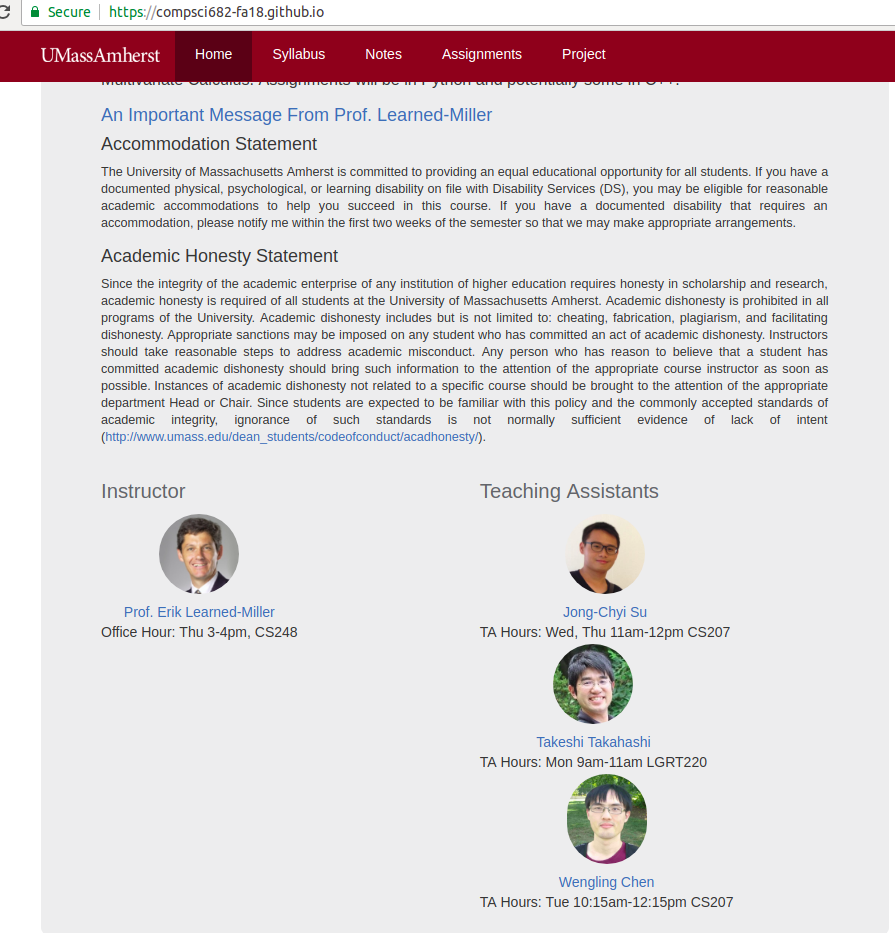 Secure
https://compsci682-fa18.github.io
UMassAmherst Home Syllabus Notes Assignments Project
Multivariate Calculus. Assignments will be in Python and potentially some in C++.
An Important Message From Prof. Learned-Miller
Accommodation Statement
The University of Massachusetts Amherst is committed to providing an equal educational opportunity for all students. If you have a
documented physical, psychological, or learning disability on file with Disability Services (DS), you may be eligible for reasonable
academic accommodations to help you succeed in this course. If you have a documented disability that requires an
accommodation, please notify me within the first two weeks of the semester so that we may make appropriate arrangements.
Academic Honesty Statement
Since the integrity of the academic enterprise of any institution of higher education requires honesty in scholarship and research,
academic honesty is required of all students at the University of Massachusetts Amherst. Academic dishonesty is prohibited in all
programs of the University. Academic dishonesty includes but is not limited to: cheating, fabrication, plagiarism, and facilitating
dishonesty. Appropriate sanctions may be imposed on any student who has committed an act of academic dishonesty. Instructors
should take reasonable steps to address academic misconduct. Any person who has reason to believe that a student has
committed academic dishonesty should bring such information to the attention of the appropriate course instructor as soon as
possible. Instances of academic dishonesty not related to a specific course should be brought to the attention of the appropriate
department Head or Chair. Since students are expected to be familiar with this policy and the commonly accepted standards of
academic integrity, ignorance of such standards is not normally sufficient evidence of lack of intent
(http://www.umass.edu/dean_students/codeofconduct/acadhonesty/).
Instructor
Prof. Erik Learned-Miller
Office Hour: Thu 3-4pm, CS248
Teaching Assistants
Jong-Chyi Su
TA Hours: Wed, Thu 11am-12pm CS207
Takeshi Takahashi
TA Hours: Mon 9am-11am LGRT220
Wengling Chen
TA Hours: Tue 10:15am-12:15pm CS207